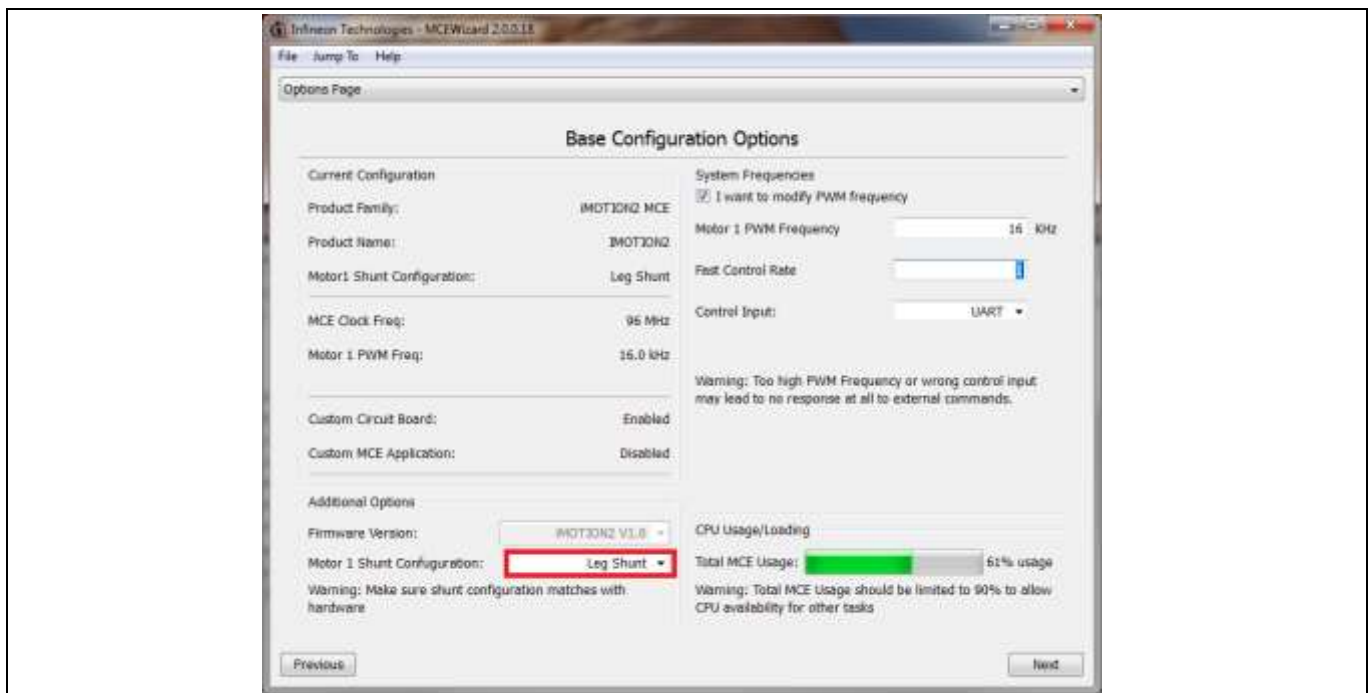 Infineon Technologies - MCEWizard 2.0.0.18
File Jump To Help
Options Page
Base Configuration Options
Current Configuration
Product Family: iMOTION2 MCE
Product Name: IMOTION2
Motor1 Shunt Configuration: Leg Shunt
MCE Clock Freq: 96 MHz
Motor 1 PWM Freq: 16.0 kHz
Custom Circuit Board: Enabled
Custom MCE Application: Disabled
Additional Options
Firmware Version: iMOTION2 V1.0
Motor 1 Shunt Confuguration: Leg Shunt
Warning: Make sure shunt configuration matches with
hardware
System Frequencies
I want to modify PWM frequency
Motor 1 PWM Frequency 16 KHz
Fast Control Rate 1
Control Input: UART
Warning: Too high PWM Frequency or wrong control input
may lead to no response at all to external commands.
CPU Usage/Loading
Total MCE Usage: 61% usage
Warning: Total MCE Usage should be limited to 90% to allow
CPU availability for other tasks
Previous
Next